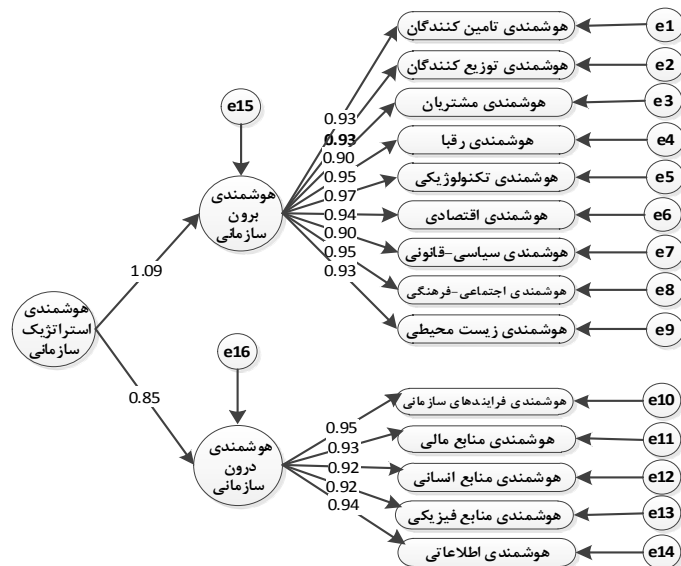 هوشمندی تامین کنندگان
e1
هوشمندی توزیع کنندگان
e2
هوشمندی مشتریان
e3
هوشمندی رقبا
e4
هوشمندی تکنولوژیکی
e5
هوشمندی اقتصادی
e6
هوشمندی سیاسی-قانونی
e7
هوشمندی اجتماعی-فرهنگی
e8
هوشمندی زیست محیطی
e9
e15
0.93
0.93
0.90
0.95
0.97
0.94
0.90
0.95
0.93
هوشمندی
برون
سازمانی
1.09
هوشمندی
استراتژیک
سازمانی
0.85
e16
هوشمندی
درون
سازمانی
0.95
0.93
0.92
0.92
0.94
هوشمندی فرایندهای سازمانی
e10
هوشمندی منابع مالی
e11
هوشمندی منابع انسانی
e12
هوشمندی منابع فیزیکی
e13
هوشمندی اطلاعاتی
e14